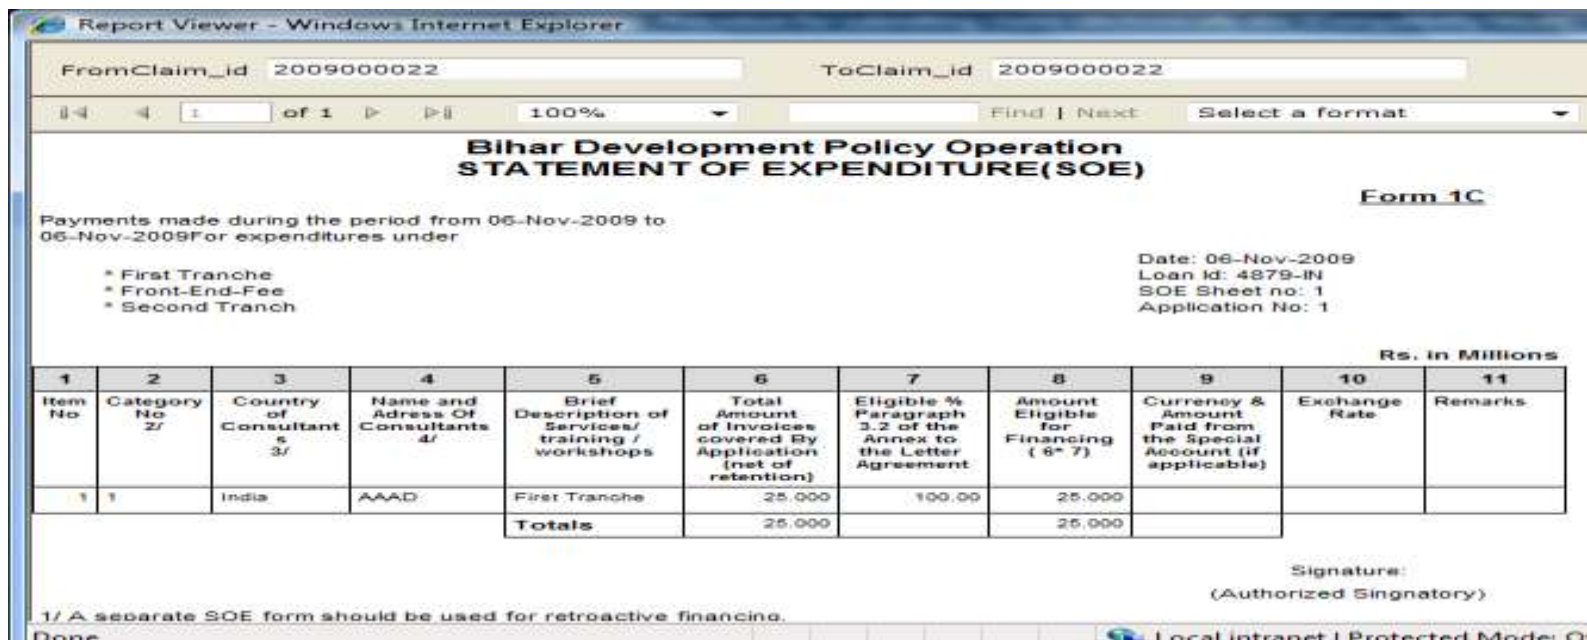 Report Viewer - Windows Internet Explorer
FromClaim_id 2009000022 ToClaim_id 2009000022
1 of 1 100% Find | Next Select a format
Bihar Development Policy Operation
STATEMENT OF EXPENDITURE(SOE)
Form 1C
Payments made during the period from 06-Nov-2009 to
06-Nov-2009For expenditures under
* First Tranche
* Front-End-Fee
* Second Tranch
Date: 06-Nov-2009
Loan Id: 4879-IN
SOE Sheet no: 1
Application No: 1
Rs. in Millions
1 2 3 4 5 6 7 8 9 10 11
Item No
Category No 2/
Country of Consultant s 3/
Name and Adress Of Consultants 4/
Brief Description of Services/ training / workshops
Total Amount of Invoices covered By Application (net of retention)
Eligible % Paragraph 3.2 of the Annex to the Letter Agreement
Amount Eligible for Financing ( 6* 7)
Currency & Amount Paid from the Special Account (if applicable)
Exchange Rate
Remarks
1 1 India AAAD First Tranche 25.000 100.00 25.000
Totals 25.000 25.000
Signature:
(Authorized Singnatory)
1/ A separate SOE form should be used for retroactive financing.
Done Local intranet | Protected Mode: O